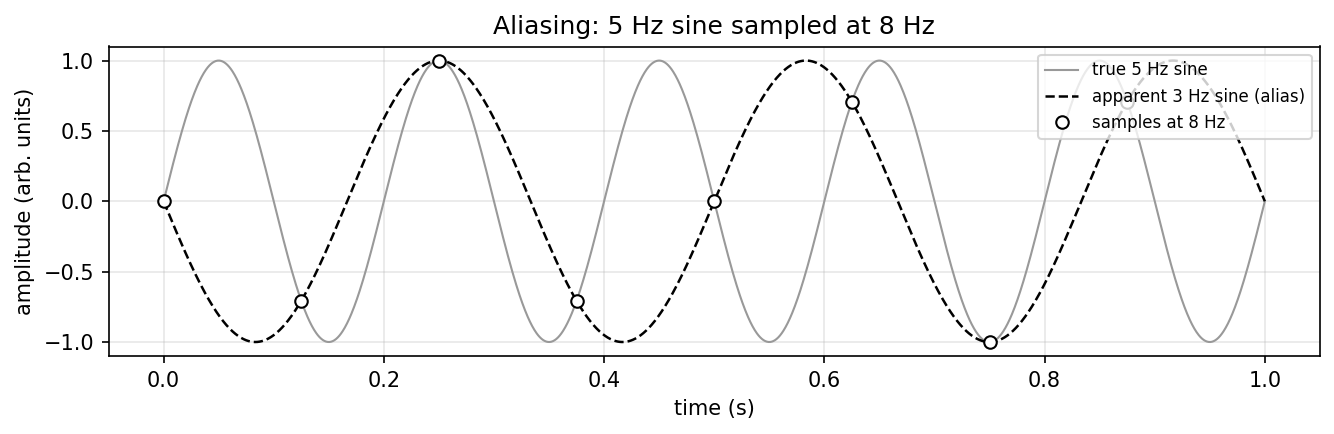 Aliasing: 5 Hz sine sampled at 8 Hz
true 5 Hz sine
apparent 3 Hz sine (alias)
samples at 8 Hz
amplitude (arb. units)
1.0
0.5
0.0
−0.5
−1.0
0.0 0.2 0.4 0.6 0.8 1.0
time (s)